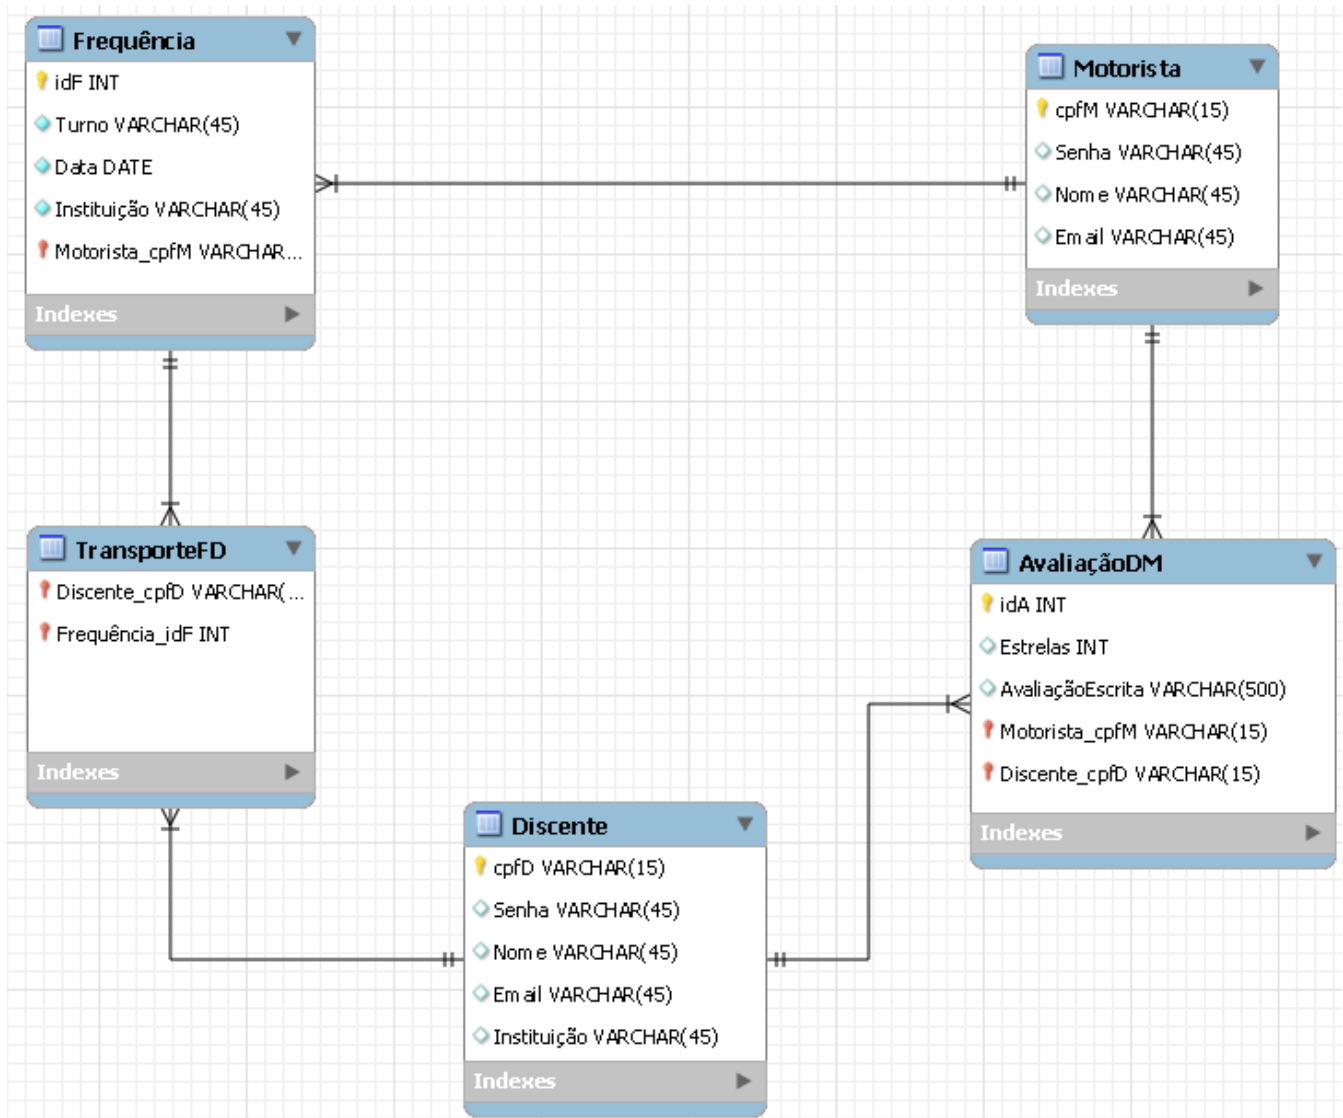 Frequência
idF INT
Turno VARCHAR(45)
Data DATE
Instituição VARCHAR(45)
Motorista_cpfM VARCHAR...
Indexes
Motorista
cpfM VARCHAR(15)
Senha VARCHAR(45)
Nome VARCHAR(45)
Email VARCHAR(45)
Indexes
TransporteFD
Discente_cpfD VARCHAR(...
Frequência_idF INT
Indexes
AvaliaçãoDM
idA INT
Estrelas INT
AvaliaçãoEscrita VARCHAR(500)
Motorista_cpfM VARCHAR(15)
Discente_cpfD VARCHAR(15)
Indexes
Discente
cpfD VARCHAR(15)
Senha VARCHAR(45)
Nome VARCHAR(45)
Email VARCHAR(45)
Instituição VARCHAR(45)
Indexes